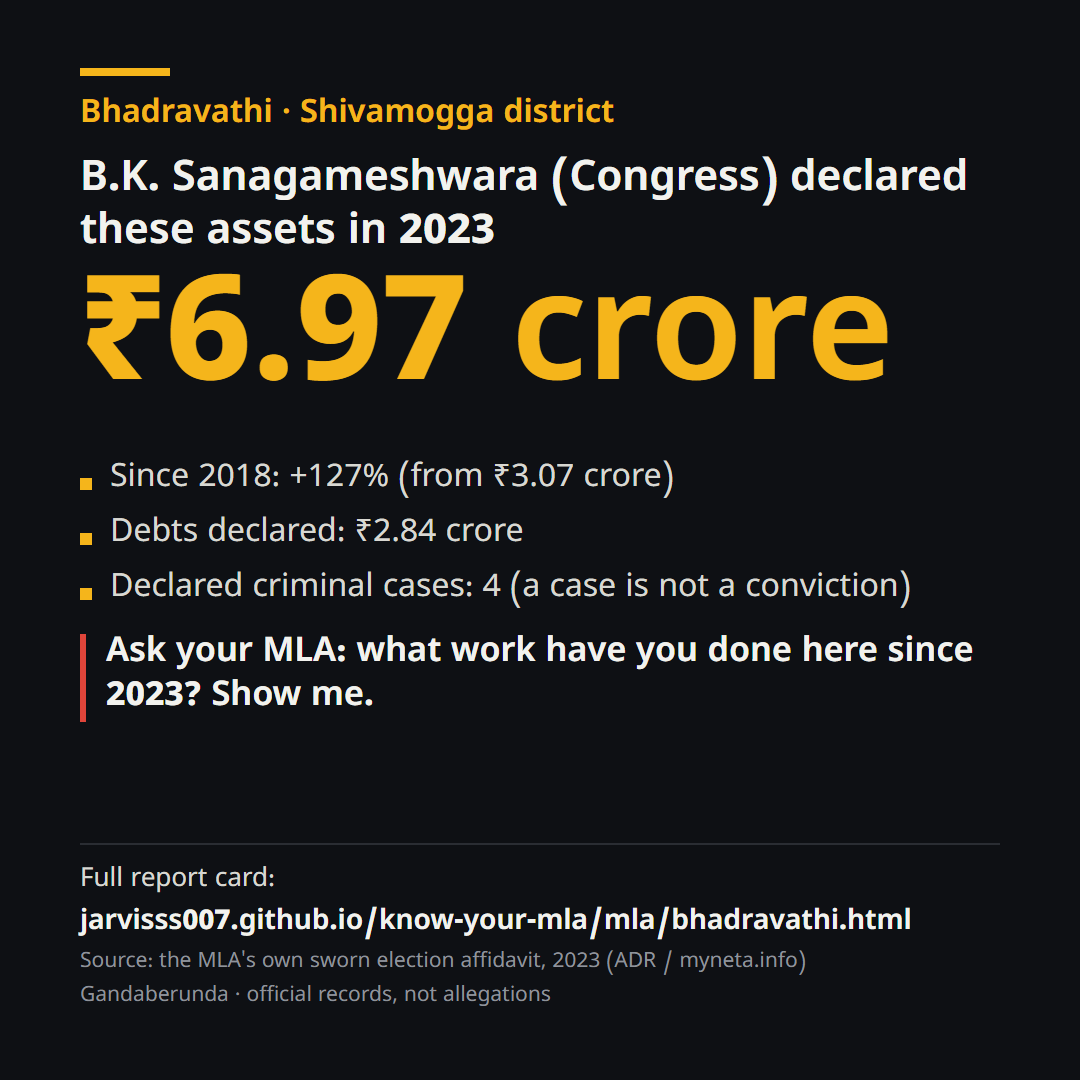 Bhadravathi · Shivamogga district
B.K. Sanagameshwara (Congress) declared
these assets in 2023
₹6.97 crore
Since 2018: +127% (from ₹3.07 crore)
Debts declared: ₹2.84 crore
Declared criminal cases: 4 (a case is not a conviction)
Ask your MLA: what work have you done here since
2023? Show me.
Full report card:
jarvisss007.github.io/know-your-mla/mla/bhadravathi.html
Source: the MLA's own sworn election affidavit, 2023 (ADR / myneta.info)
Gandaberunda · official records, not allegations